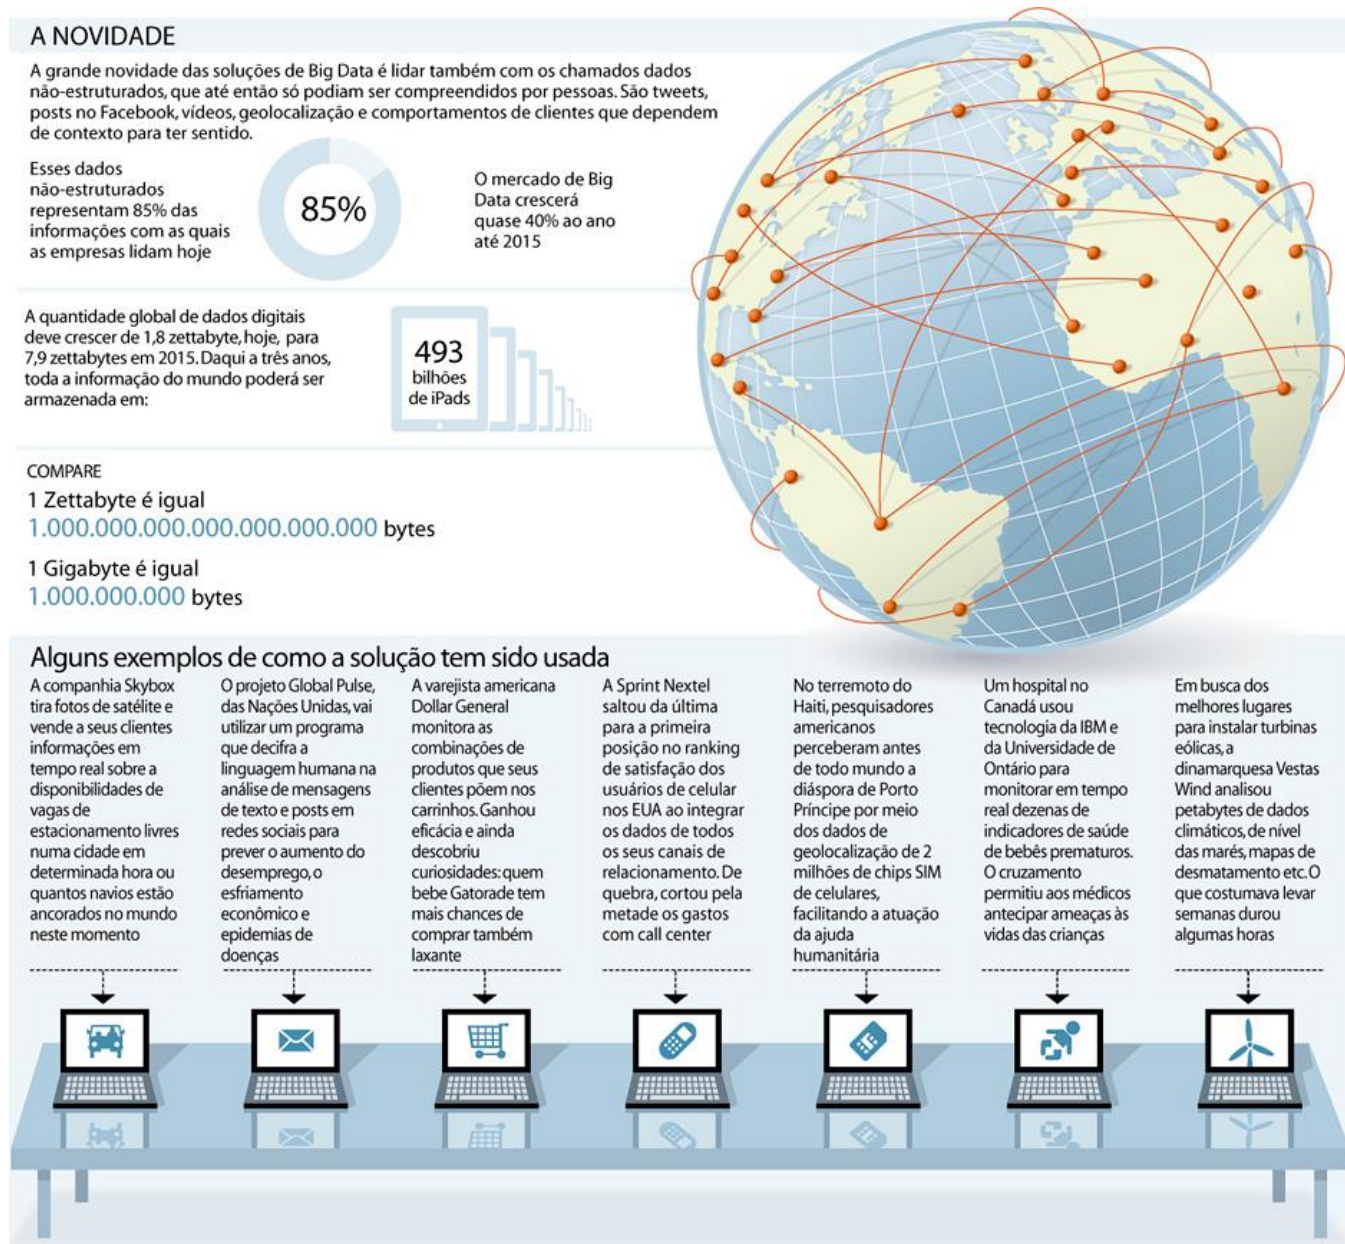 A NOVIDADE
A grande novidade das soluções de Big Data é lidar também com os chamados dados
não-estruturados, que até então só podiam ser compreendidos por pessoas. São tweets,
posts no Facebook, vídeos, geolocalização e comportamentos de clientes que dependem
de contexto para ter sentido.
Esses dados
não-estruturados
representam 85% das
informações com as quais
as empresas lidam hoje
85%
O mercado de Big
Data crescerá
quase 40% ao ano
até 2015
A quantidade global de dados digitais
deve crescer de 1,8 zettabyte, hoje, para
7,9 zettabytes em 2015. Daqui a três anos,
toda a informação do mundo poderá ser
armazenada em:
493
bilhões
de iPads
COMPARE
1 Zettabyte é igual
1.000.000.000.000.000.000.000 bytes
1 Gigabyte é igual
1.000.000.000 bytes
Alguns exemplos de como a solução tem sido usada
A companhia Skybox
tira fotos de satélite e
vende a seus clientes
informações em
tempo real sobre a
disponibilidades de
vagas de
estacionamento livres
numa cidade em
determinada hora ou
quantos navios estão
ancorados no mundo
neste momento
O projeto Global Pulse,
das Nações Unidas, vai
utilizar um programa
que decifra a
linguagem humana na
análise de mensagens
de texto e posts em
redes sociais para
prever o aumento do
desemprego, o
esfriamento
econômico e
epidemias de
doenças
A varejista americana
Dollar General
monitora as
combinações de
produtos que seus
clientes põem nos
carrinhos. Ganhou
eficácia e ainda
descobriu
curiosidades: quem
bebe Gatorade tem
mais chances de
comprar também
laxante
A Sprint Nextel
saltou da última
para a primeira
posição no ranking
de satisfação dos
usuários de celular
nos EUA ao integrar
os dados de todos
os seus canais de
relacionamento. De
quebra, cortou pela
metade os gastos
com call center
No terremoto do
Haiti, pesquisadores
americanos
perceberam antes
de todo mundo a
diáspora de Porto
Príncipe por meio
dos dados de
geolocalização de 2
milhões de chips SIM
de celulares,
facilitando a atuação
da ajuda
humanitária
Um hospital no
Canadá usou
tecnologia da IBM e
da Universidade de
Ontário para
monitorar em tempo
real dezenas de
indicadores de saúde
de bebês prematuros.
O cruzamento
permitiu aos médicos
antecipar ameaças às
vidas das crianças
Em busca dos
melhores lugares
para instalar turbinas
eólicas, a
dinamarquesa Vestas
Wind analisou
petabytes de dados
climáticos, de nível
das marés, mapas de
desmatamento etc. O
que costumava levar
semanas durou
algumas horas